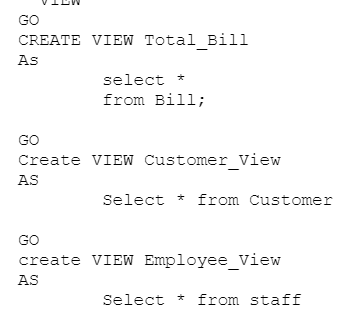 VIEW
GO
CREATE VIEW Total_Bill
As
select *
from Bill;
GO
Create VIEW Customer_View
AS
Select * from Customer
GO
create VIEW Employee_View
AS
Select * from staff